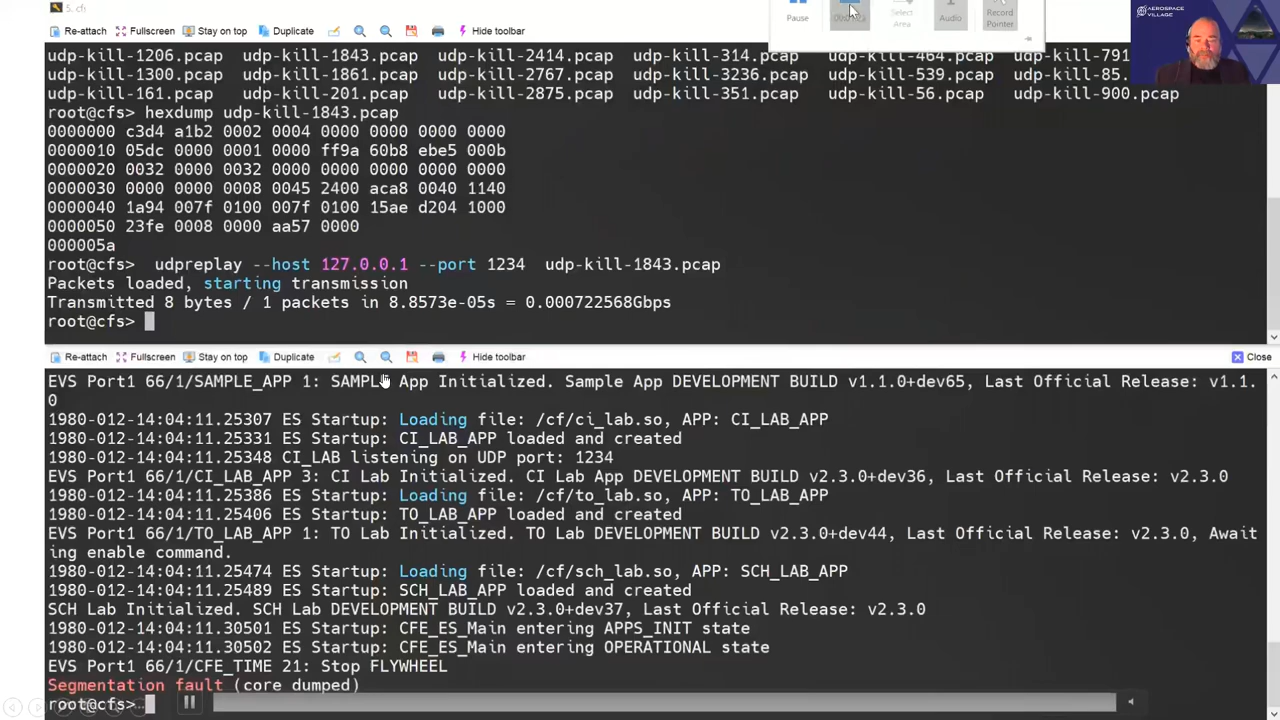 5. cfs
Re-attach Fullscreen Stay on top Duplicate Hide toolbar
Pause Select Area Audio Record Pointer
AEROSPACE VILLAGE
udp-kill-1206.pcap udp-kill-1843.pcap udp-kill-2414.pcap udp-kill-314.pcap udp-kill-464.pcap udp-kill-791
udp-kill-1300.pcap udp-kill-1861.pcap udp-kill-2767.pcap udp-kill-3236.pcap udp-kill-539.pcap udp-kill-85.
udp-kill-161.pcap udp-kill-201.pcap udp-kill-2875.pcap udp-kill-351.pcap udp-kill-56.pcap udp-kill-900.pcap
root@cfs> hexdump udp-kill-1843.pcap
0000000 c3d4 a1b2 0002 0004 0000 0000 0000 0000
0000010 05dc 0000 0001 0000 ff9a 60b8 ebe5 000b
0000020 0032 0000 0032 0000 0000 0000 0000 0000
0000030 0000 0000 0008 0045 2400 aca8 0040 1140
0000040 1a94 007f 0100 007f 0100 15ae d204 1000
0000050 23fe 0008 0000 aa57 0000
000005a
root@cfs> udpreplay --host 127.0.0.1 --port 1234 udp-kill-1843.pcap
Packets loaded, starting transmission
Transmitted 8 bytes / 1 packets in 8.8573e-05s = 0.000722568Gbps
root@cfs>
Re-attach Fullscreen Stay on top Duplicate Hide toolbar Close
EVS Port1 66/1/SAMPLE_APP 1: SAMPLE App Initialized. Sample App DEVELOPMENT BUILD v1.1.0+dev65, Last Official Release: v1.1.
0
1980-012-14:04:11.25307 ES Startup: Loading file: /cf/ci_lab.so, APP: CI_LAB_APP
1980-012-14:04:11.25331 ES Startup: CI_LAB_APP loaded and created
1980-012-14:04:11.25348 CI_LAB listening on UDP port: 1234
EVS Port1 66/1/CI_LAB_APP 3: CI Lab Initialized. CI Lab App DEVELOPMENT BUILD v2.3.0+dev36, Last Official Release: v2.3.0
1980-012-14:04:11.25386 ES Startup: Loading file: /cf/to_lab.so, APP: TO_LAB_APP
1980-012-14:04:11.25406 ES Startup: TO_LAB_APP loaded and created
EVS Port1 66/1/TO_LAB_APP 1: TO Lab Initialized. TO Lab DEVELOPMENT BUILD v2.3.0+dev44, Last Official Release: v2.3.0, Await
ing enable command.
1980-012-14:04:11.25474 ES Startup: Loading file: /cf/sch_lab.so, APP: SCH_LAB_APP
1980-012-14:04:11.25489 ES Startup: SCH_LAB_APP loaded and created
SCH Lab Initialized. SCH Lab DEVELOPMENT BUILD v2.3.0+dev37, Last Official Release: v2.3.0
1980-012-14:04:11.30501 ES Startup: CFE_ES_Main entering APPS_INIT state
1980-012-14:04:11.30502 ES Startup: CFE_ES_Main entering OPERATIONAL state
EVS Port1 66/1/CFE_TIME 21: Stop FLYWHEEL
Segmentation fault (core dumped)
root@cfs>